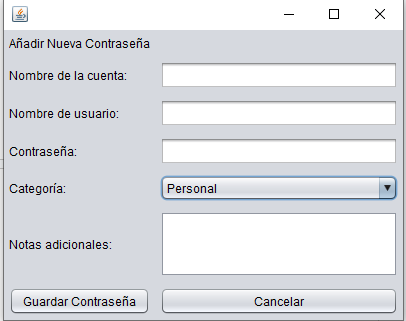 Añadir Nueva Contraseña
Nombre de la cuenta:
Nombre de usuario:
Contraseña:
Categoría: Personal
Notas adicionales:
Guardar Contraseña Cancelar